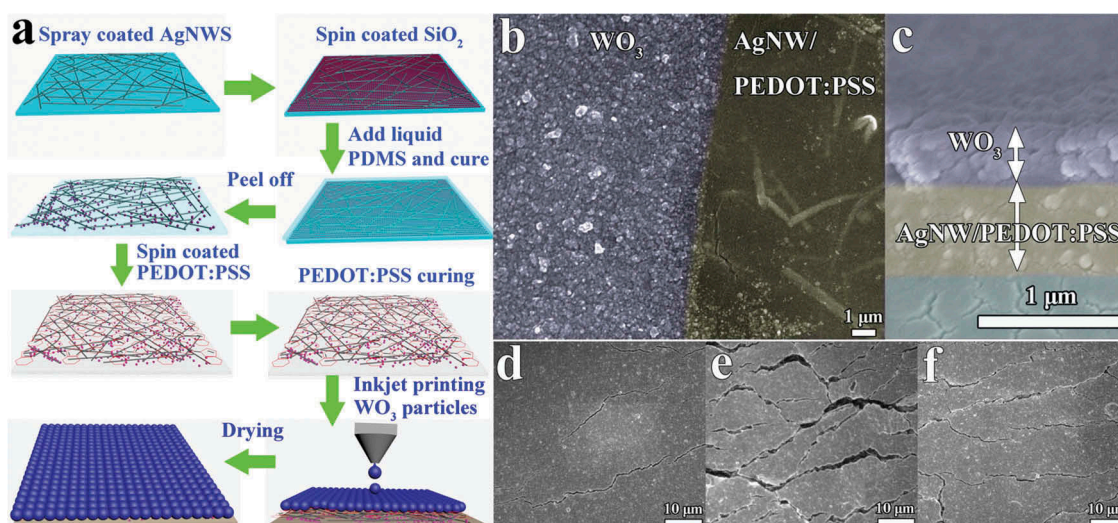 a
Spray coated AgNWS
Spin coated SiO2
Add liquid
PDMS and cure
Peel off
Spin coated
PEDOT:PSS
PEDOT:PSS curing
Inkjet printing
WO3 particles
Drying
b
WO3
AgNW/
PEDOT:PSS
1 μm
c
WO3
AgNW/PEDOT:PSS
1 μm
d
10 μm
e
10 μm
f
10 μm